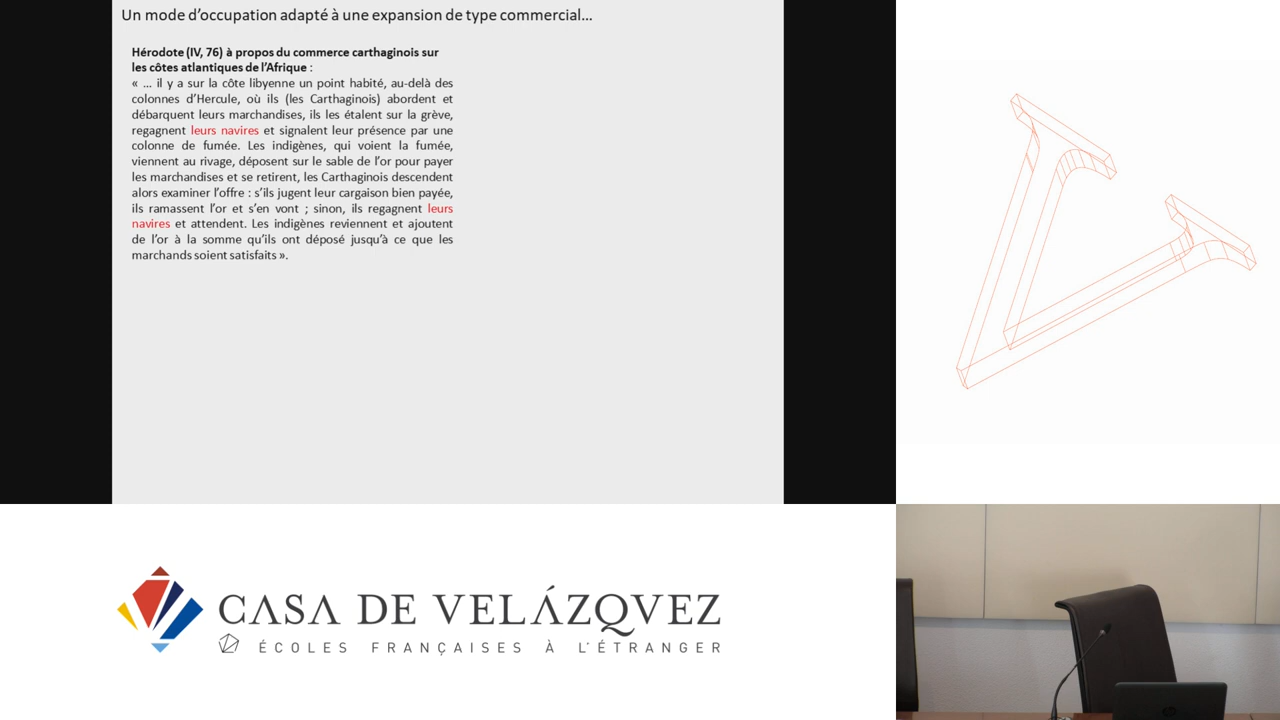 Un mode d’occupation adapté à une expansion de type commercial...
Hérodote (IV, 76) à propos du commerce carthaginois sur
les côtes atlantiques de l’Afrique :
« … il y a sur la côte libyenne un point habité, au-delà des
colonnes d’Hercule, où ils (les Carthaginois) abordent et
débarquent leurs marchandises, ils les étalent sur la grève,
regagnent leurs navires et signalent leur présence par une
colonne de fumée. Les indigènes, qui voient la fumée,
viennent au rivage, déposent sur le sable de l’or pour payer
les marchandises et se retirent, les Carthaginois descendent
alors examiner l’offre : s’ils jugent leur cargaison bien payée,
ils ramassent l’or et s’en vont ; sinon, ils regagnent leurs
navires et attendent. Les indigènes reviennent et ajoutent
de l’or à la somme qu’ils ont déposé jusqu’à ce que les
marchands soient satisfaits ».
CASA DE VELÁZQVEZ
ÉCOLES FRANÇAISES À L'ÉTRANGER